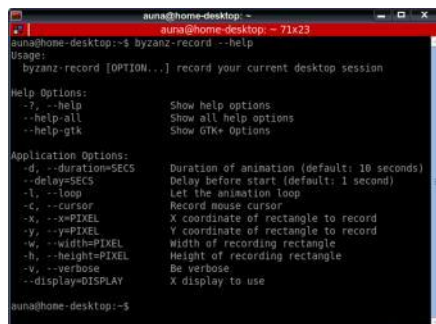 auna@home-desktop: ~
auna@home-desktop: ~ 71x23
auna@home-desktop:~$ byzanz-record --help
Usage:
  byzanz-record [OPTION...] record your current desktop session

Help Options:
  -?, --help                Show help options
  --help-all                Show all help options
  --help-gtk                Show GTK+ Options

Application Options:
  -d, --duration=SECS       Duration of animation (default: 10 seconds)
  --delay=SECS              Delay before start (default: 1 second)
  -l, --loop                Let the animation loop
  -c, --cursor              Record mouse cursor
  -x, --x=PIXEL             X coordinate of rectangle to record
  -y, --y=PIXEL             Y coordinate of rectangle to record
  -w, --width=PIXEL         Width of recording rectangle
  -h, --height=PIXEL        Height of recording rectangle
  -v, --verbose             Be verbose
  --display=DISPLAY         X display to use

auna@home-desktop:~$